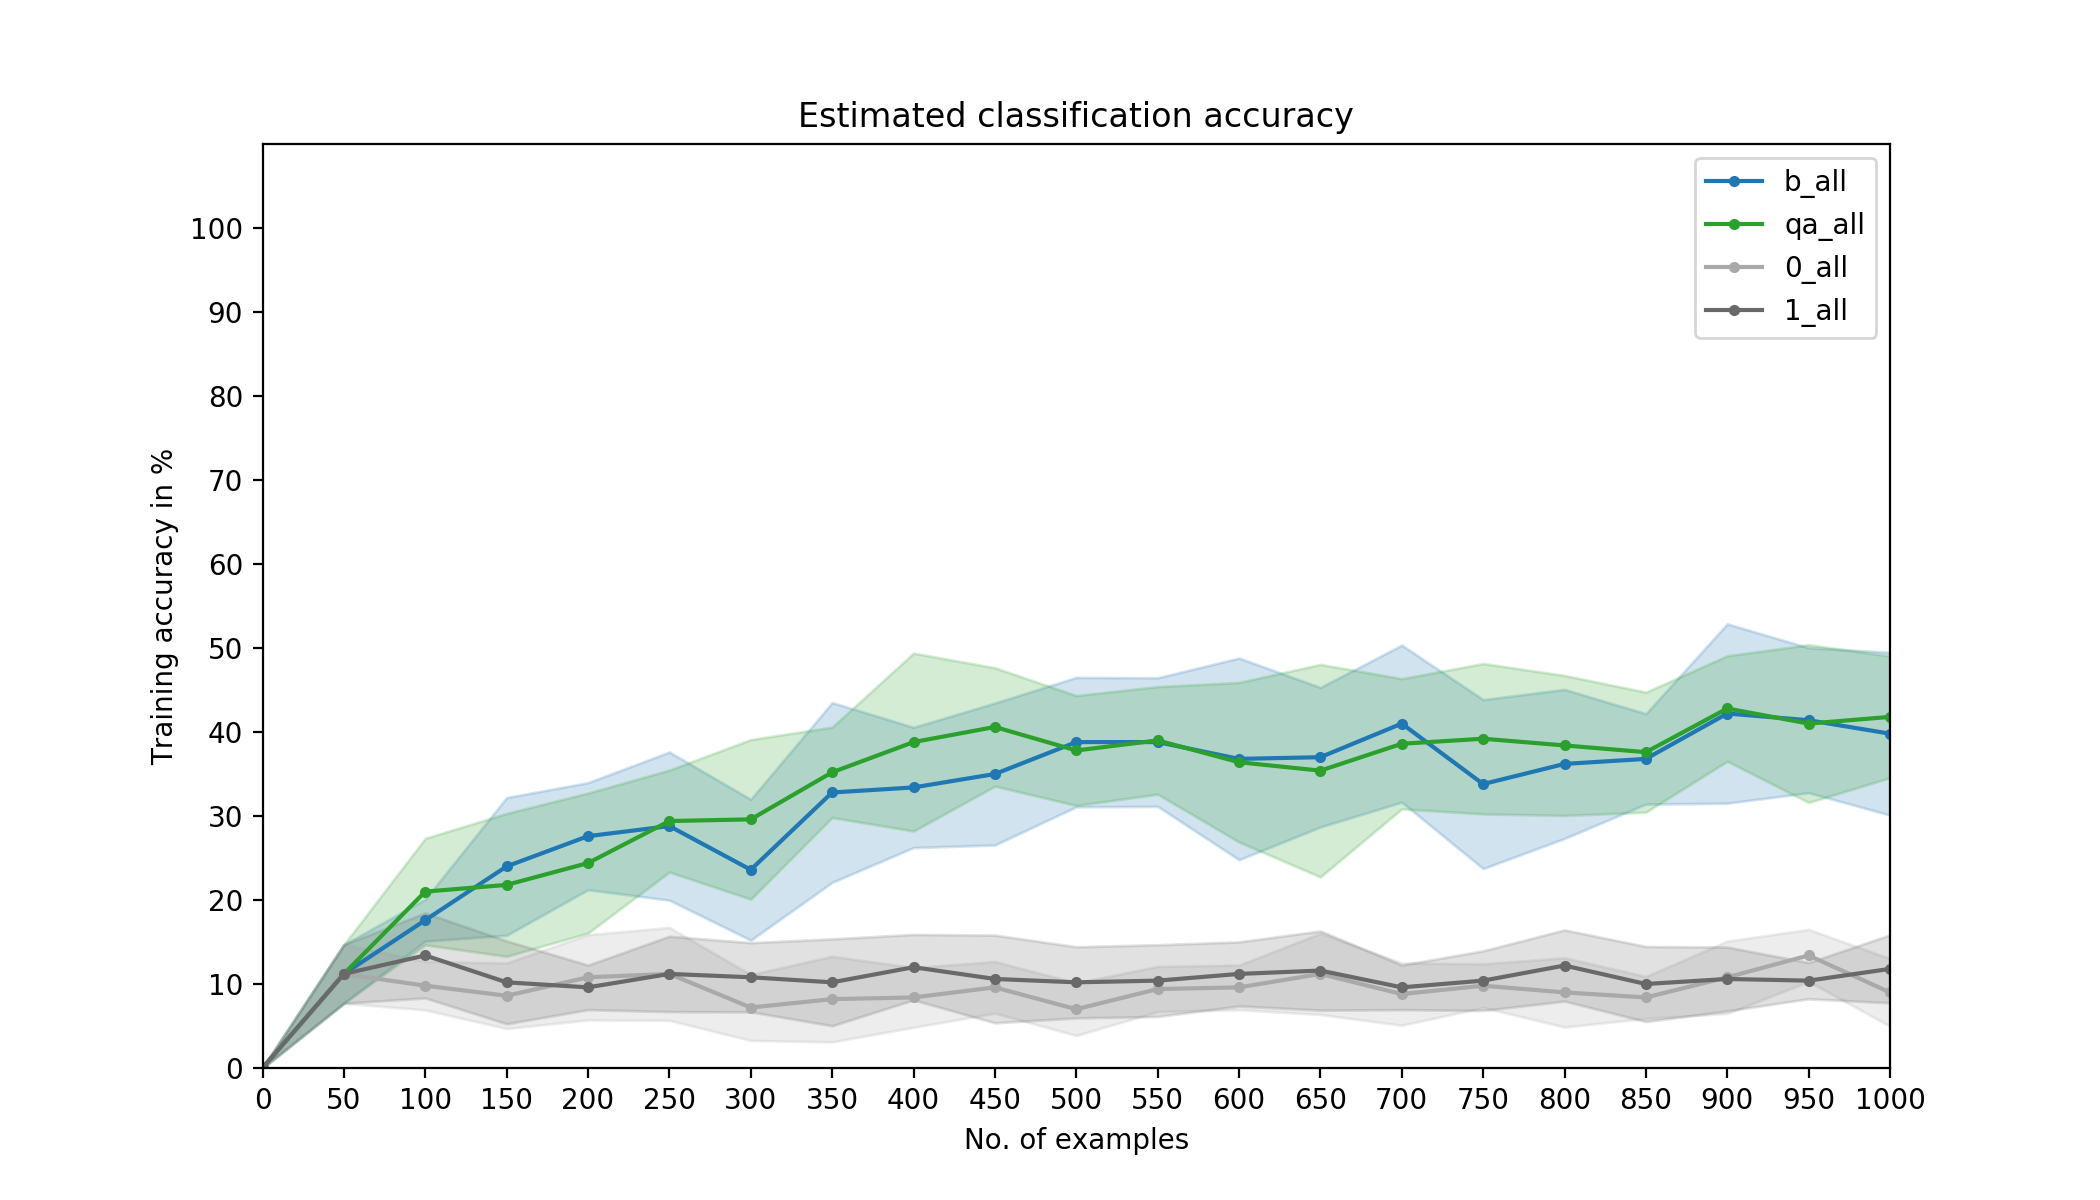 Estimated classification accuracy
b_all
qa_all
0_all
1_all
Training accuracy in %
100
90
80
70
60
50
40
30
20
10
0
0 50 100 150 200 250 300 350 400 450 500 550 600 650 700 750 800 850 900 950 1000
No. of examples